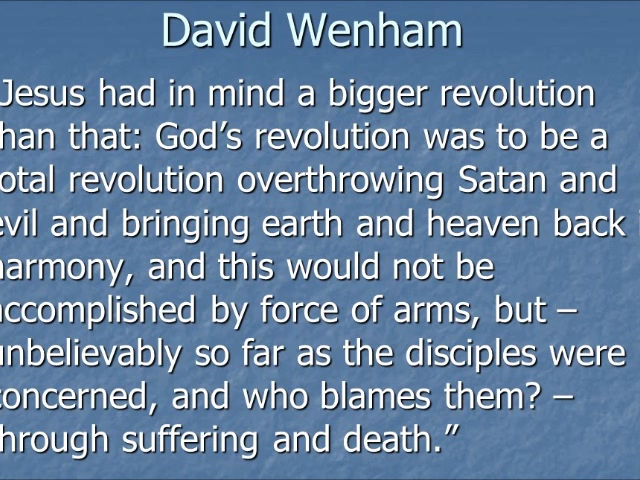 David Wenham
Jesus had in mind a bigger revolution
han that: God's revolution was to be a
otal revolution overthrowing Satan and
evil and bringing earth and heaven back
harmony, and this would not be
accomplished by force of arms, but –
unbelievably so far as the disciples were
concerned, and who blames them? –
hrough suffering and death.”